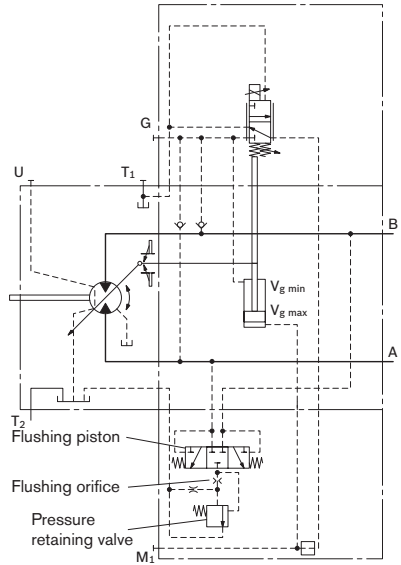 G
U
T1
B
Vg min
Vg max
A
T2
Flushing piston
Flushing orifice
Pressure
retaining valve
M1